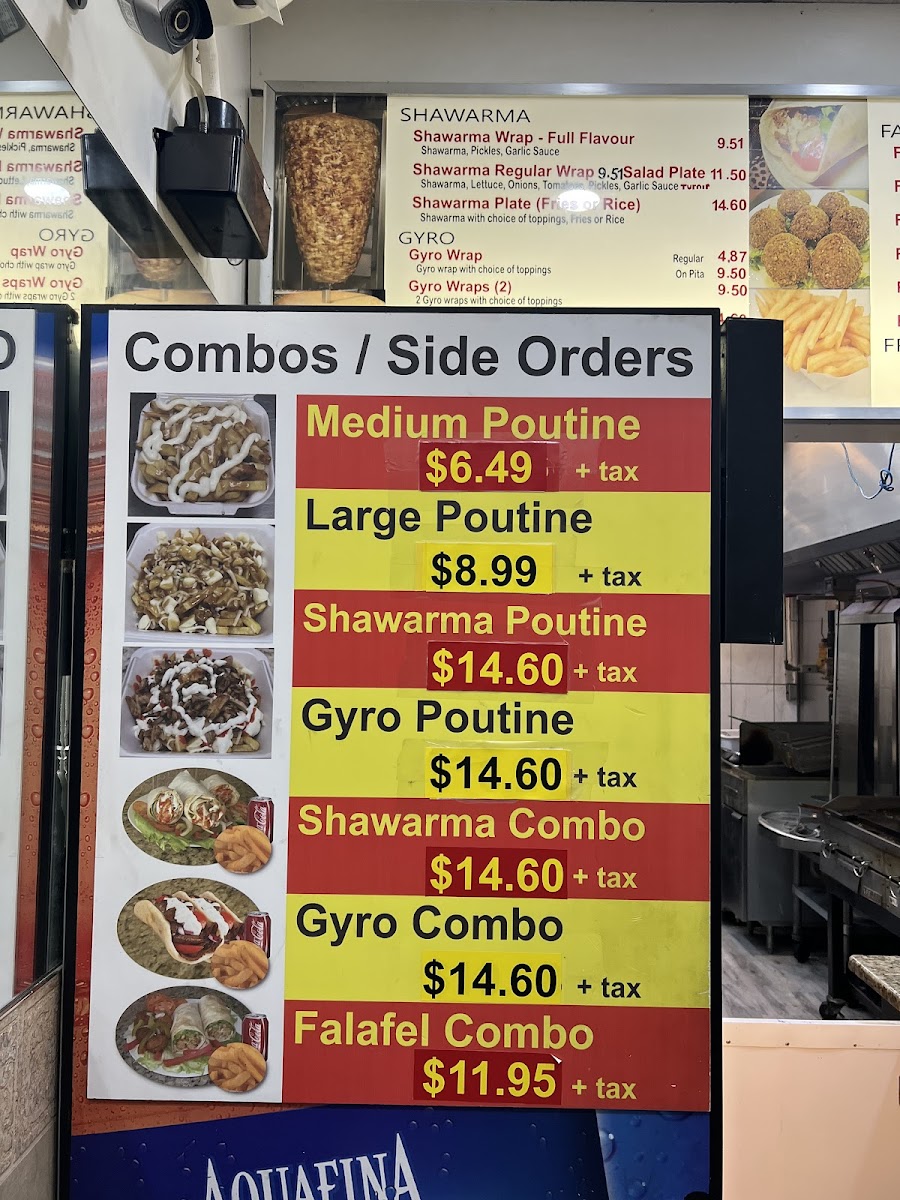 SHAWARMA
Shawarma Wrap - Full Flavour 9.51
Shawarma, Pickles, Garlic Sauce
Shawarma Regular Wrap 9.51 Salad Plate 11.50
Shawarma, Lettuce, Onions, Tomatoes, Pickles, Garlic Sauce
Shawarma Plate (Fries or Rice) 14.60
Shawarma with choice of toppings, Fries or Rice
GYRO
Gyro Wrap Regular 4,87
Gyro wrap with choice of toppings On Pita 9.50
Gyro Wraps (2) 9.50
2 Gyro wraps with choice of toppings
Combos / Side Orders
Medium Poutine
$6.49 + tax
Large Poutine
$8.99 + tax
Shawarma Poutine
$14.60 + tax
Gyro Poutine
$14.60 + tax
Shawarma Combo
$14.60 + tax
Gyro Combo
$14.60 + tax
Falafel Combo
$11.95 + tax
AQUAFINA